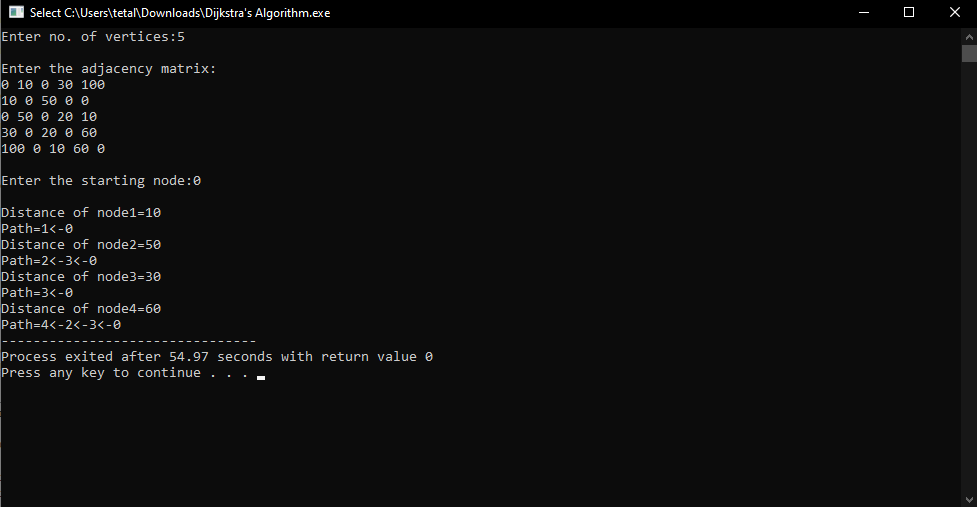 Select C:\Users\tetal\Downloads\Dijkstra's Algorithm.exe
Enter no. of vertices:5
Enter the adjacency matrix:
0 10 0 30 100
10 0 50 0 0
0 50 0 20 10
30 0 20 0 60
100 0 10 60 0
Enter the starting node:0
Distance of node1=10
Path=1<-0
Distance of node2=50
Path=2<-3<-0
Distance of node3=30
Path=3<-0
Distance of node4=60
Path=4<-2<-3<-0
--------------------------------
Process exited after 54.97 seconds with return value 0
Press any key to continue . . .